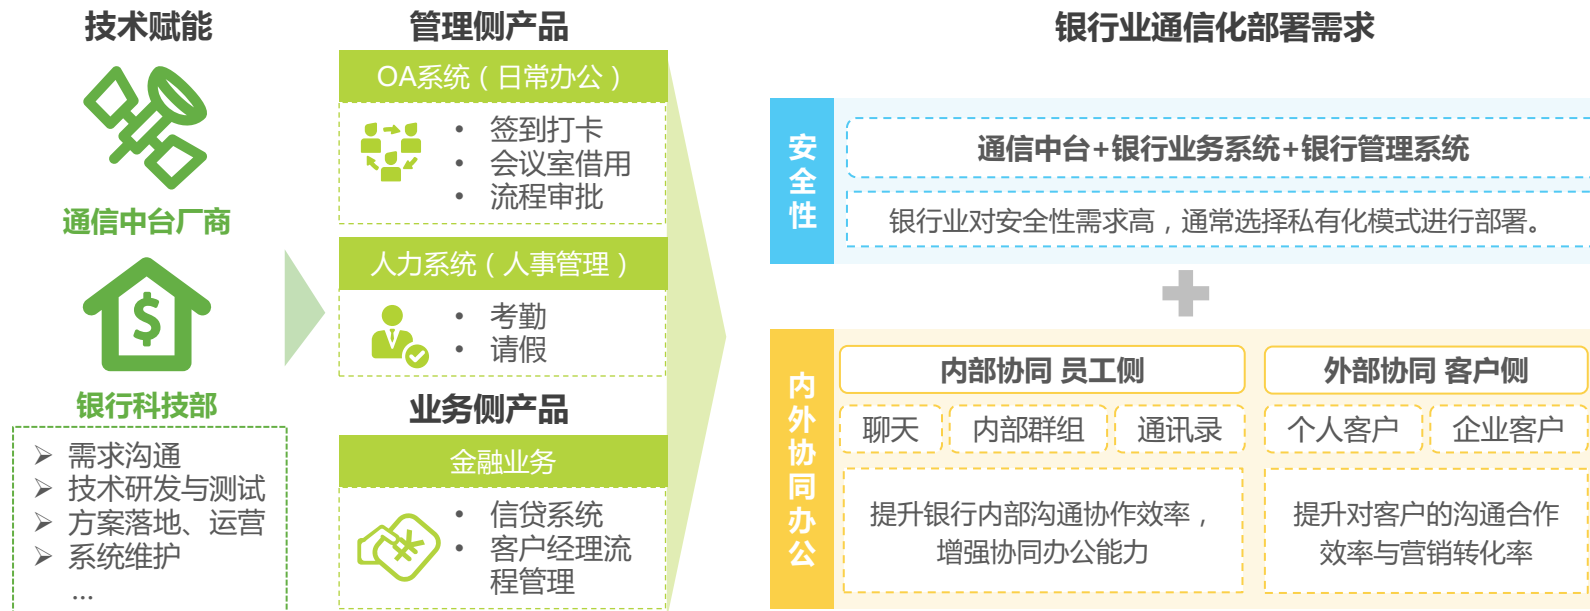 技术赋能
通信中台厂商
银行科技部
需求沟通
技术研发与测试
方案落地、运营
系统维护
...
管理侧产品
OA系统（日常办公）
签到打卡
会议室借用
流程审批
人力系统（人事管理）
考勤
请假
业务侧产品
金融业务
信贷系统
客户经理流
程管理
银行业通信化部署需求
安全性
通信中台+银行业务系统+银行管理系统
银行业对安全性需求高，通常选择私有化模式进行部署。
内外协同办公
内部协同 员工侧
聊天
内部群组
通讯录
提升银行内部沟通协作效率，
增强协同办公能力
外部协同 客户侧
个人客户
企业客户
提升对客户的沟通合作
效率与营销转化率